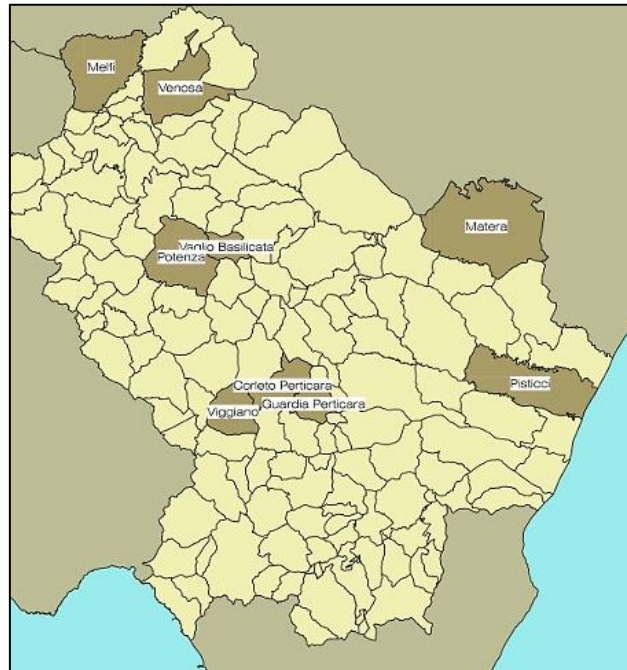 Melfi
Venosa
Matera
Vaglio Basilicata
Potenza
Corleto Perticara
Pisticci
Guardia Perticara
Viggiano